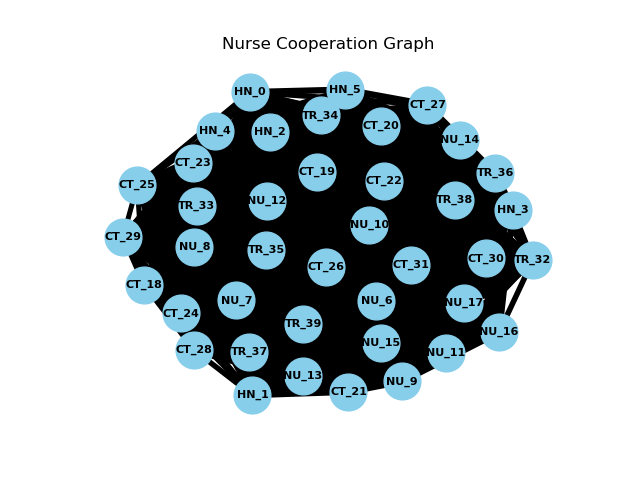 Nurse Cooperation Graph
HN_0
HN_5
CT_27
TR_34
CT_20
HN_4
HN_2
NU_14
CT_23
CT_19
TR_36
CT_25
CT_22
TR_33
NU_12
TR_38
HN_3
NU_10
CT_29
NU_8
TR_35
CT_30
TR_32
CT_26
CT_31
CT_18
NU_7
NU_6
NU_17
CT_24
TR_39
NU_16
NU_15
CT_28
TR_37
NU_11
NU_13
NU_9
HN_1
CT_21